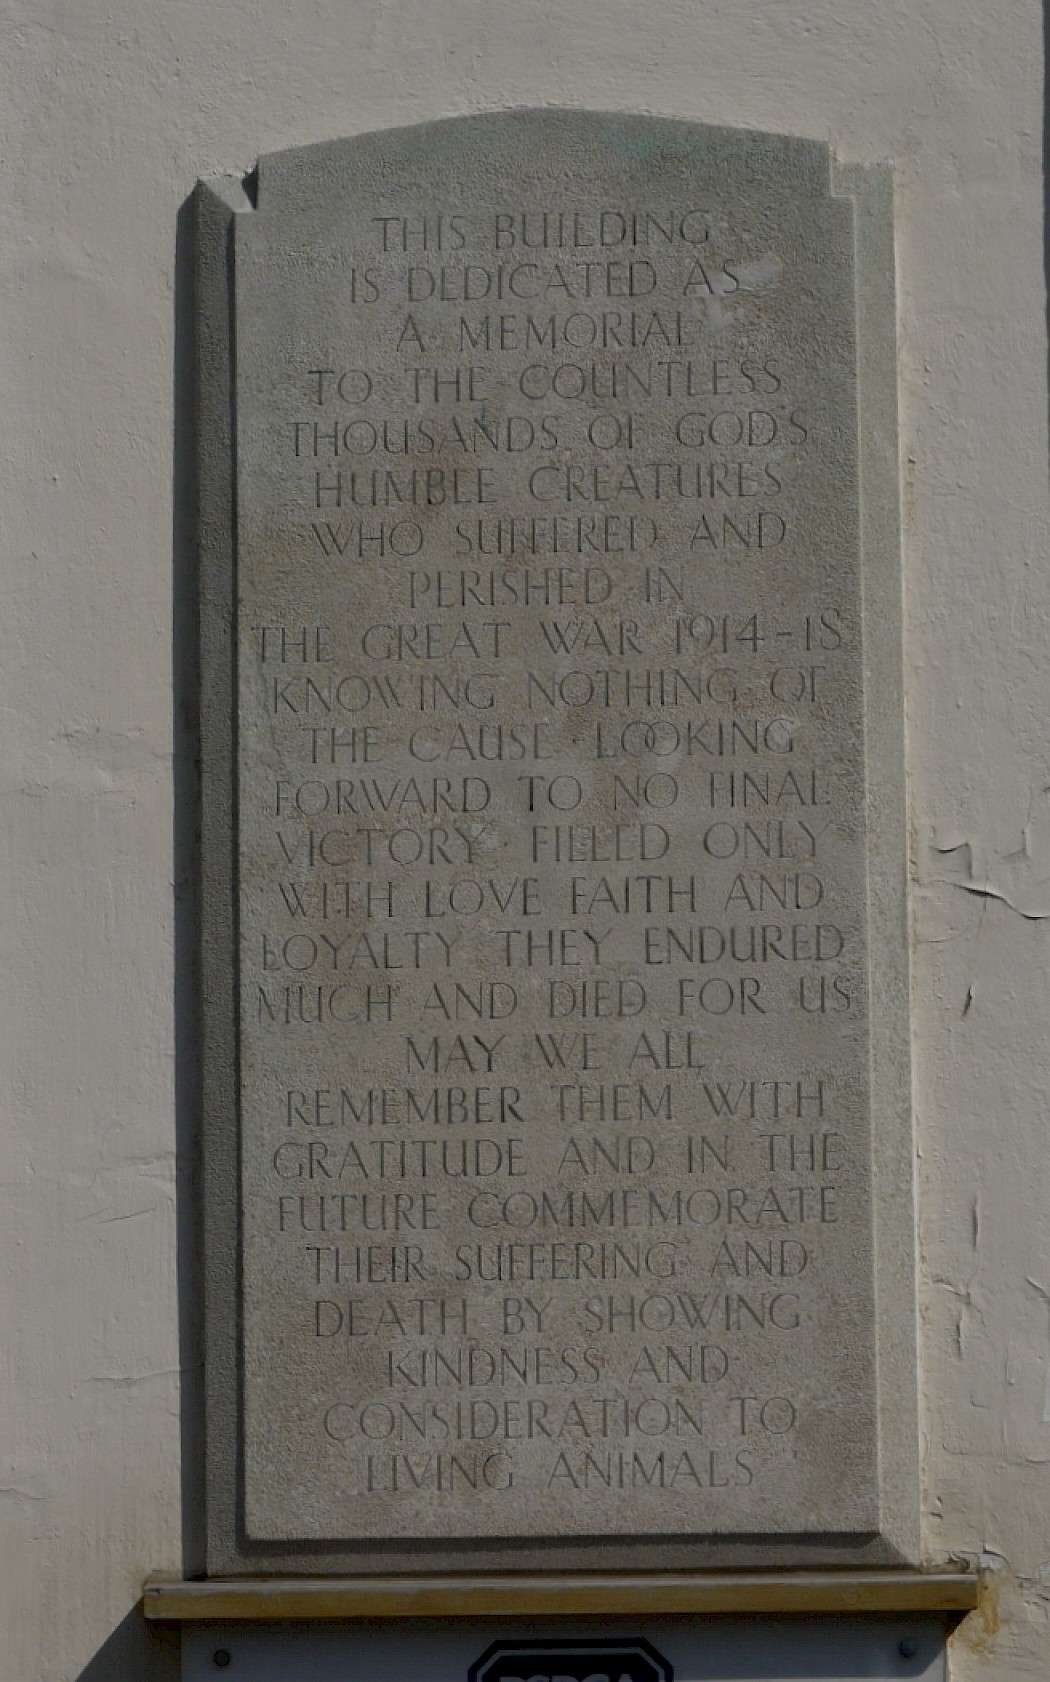 THIS BUILDING
IS DEDICATED AS
A MEMORIAL
TO THE COUNTLESS
THOUSANDS OF GOD'S
HUMBLE CREATURES
WHO SUFFERED AND
PERISHED IN
THE GREAT WAR 1914-18
KNOWING NOTHING OF
THE CAUSE LOOKING
FORWARD TO NO FINAL
VICTORY FILLED ONLY
WITH LOVE FAITH AND
LOYALTY THEY ENDURED
MUCH AND DIED FOR US
MAY WE ALL
REMEMBER THEM WITH
GRATITUDE AND IN THE
FUTURE COMMEMORATE
THEIR SUFFERING AND
DEATH BY SHOWING
KINDNESS AND
CONSIDERATION TO
LIVING ANIMALS
RSPCA